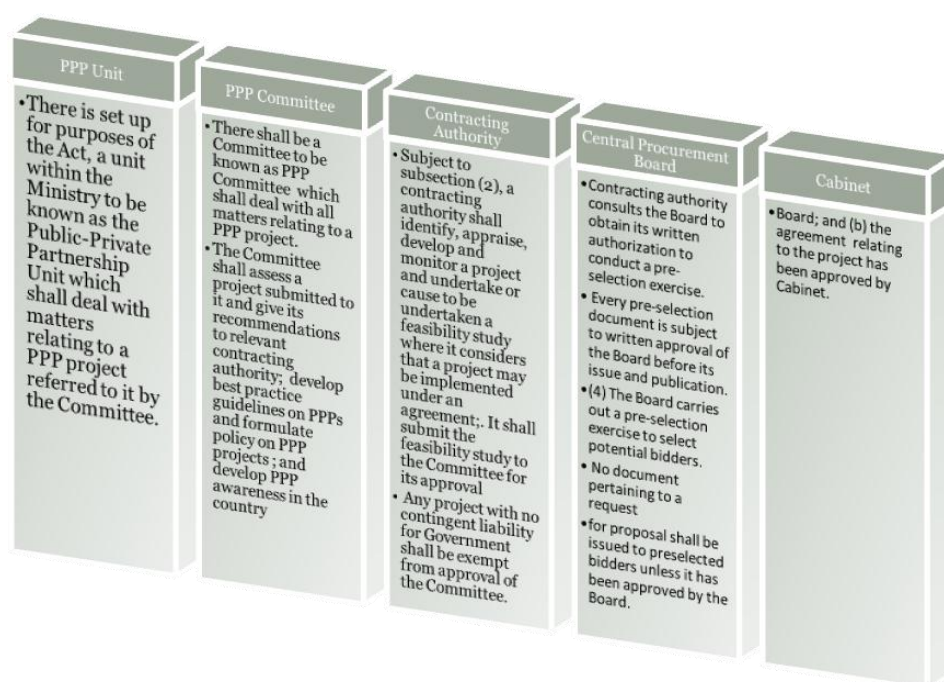 PPP Unit
•There is set up
for purposes of
the Act, a unit
within the
Ministry to be
known as the
Public-Private
Partnership
Unit which
shall deal with
matters
relating to a
PPP project
referred to it by
the Committee.
PPP Committee
•There shall be a
Committee to be
known as PPP
Committee which
shall deal with all
matters relating to a
PPP project.
•The Committee
shall assess a
project submitted to
it and give its
recommendations
to relevant
contracting
authority; develop
best practice
guidelines on PPPs
and formulate
policy on PPP
projects ; and
develop PPP
awareness in the
country
Contracting
Authority
•Subject to
subsection (2), a
contracting
authority shall
identify, appraise,
develop and
monitor a project
and undertake or
cause to be
undertaken a
feasibility study
where it considers
that a project may
be implemented
under an
agreement;. It shall
submit the
feasibility study to
the Committee for
its approval
• Any project with no
contingent liability
for Government
shall be exempt
from approval of
the Committee.
Central Procurement
Board
•Contracting authority
consults the Board to
obtain its written
authorization to
conduct a pre-
selection exercise.
• Every pre-selection
document is subject
to written approval of
the Board before its
issue and publication.
•(4) The Board carries
out a pre-selection
exercise to select
potential bidders.
• No document
pertaining to a
request
•for proposal shall be
issued to preselected
bidders unless it has
been approved by the
Board.
Cabinet
•Board; and (b) the
agreement relating
to the project has
been approved by
Cabinet.